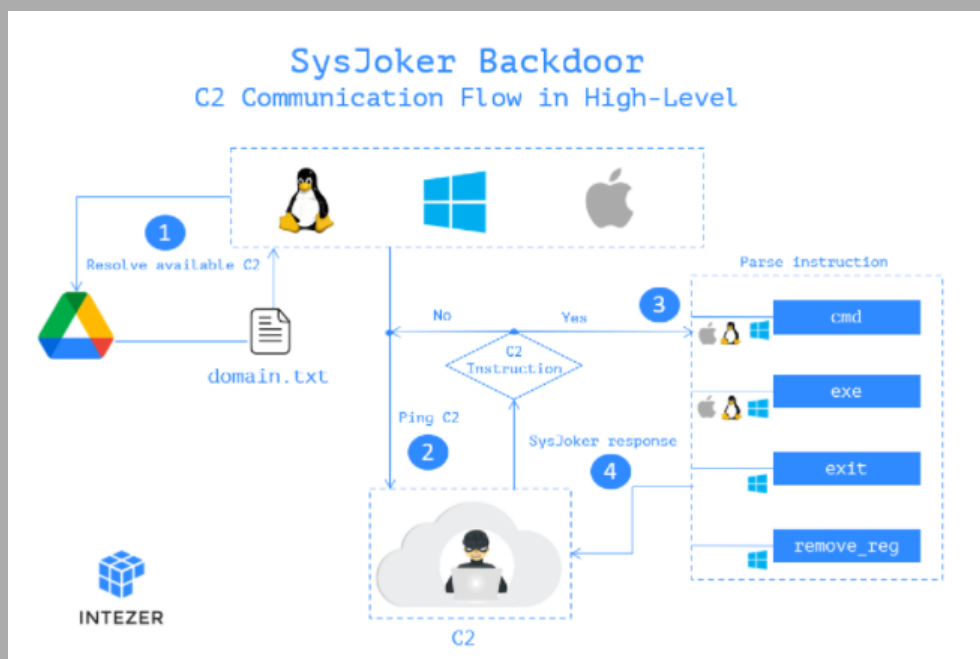 SysJoker Backdoor
C2 Communication Flow in High-Level
1
Resolve available C2
domain.txt
No
Yes
3
Parse instruction
cmd
C2
Instruction
exe
Ping C2
2
SysJoker response
4
exit
remove_reg
INTEZER
C2